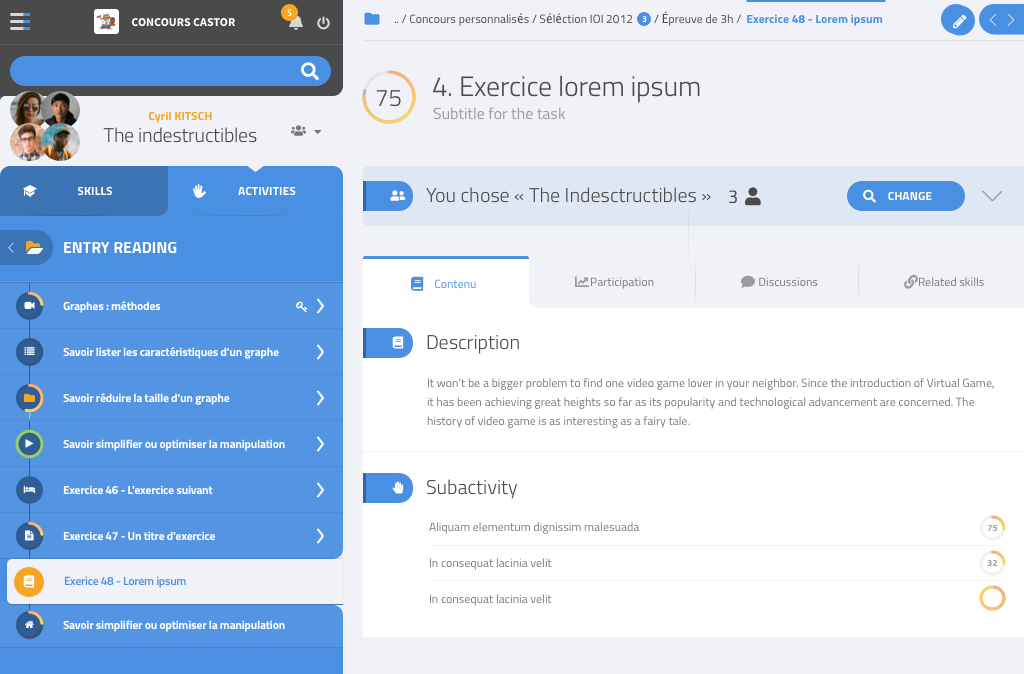 CONCOURS CASTOR
5
Cyril KITSCH
The indestructibles
SKILLS
ACTIVITIES
ENTRY READING
Graphes : méthodes
Savoir lister les caractéristiques d'un graphe
Savoir réduire la taille d'un graphe
Savoir simplifier ou optimiser la manipulation
Exercice 46 - L'exercice suivant
Exercice 47 - Un titre d'exercice
Exerice 48 - Lorem ipsum
Savoir simplifier ou optimiser la manipulation
.. / Concours personnalisés / Séléction IOI 2012 3 / Épreuve de 3h / Exercice 48 - Lorem ipsum
75
4. Exercice lorem ipsum
Subtitle for the task
You chose « The Indesctructibles » 3
CHANGE
Contenu
Participation
Discussions
Related skills
Description
It won't be a bigger problem to find one video game lover in your neighbor. Since the introduction of Virtual Game,
it has been achieving great heights so far as its popularity and technological advancement are concerned. The
history of video game is as interesting as a fairy tale.
Subactivity
Aliquam elementum dignissim malesuada 75
In consequat lacinia velit 32
In consequat lacinia velit